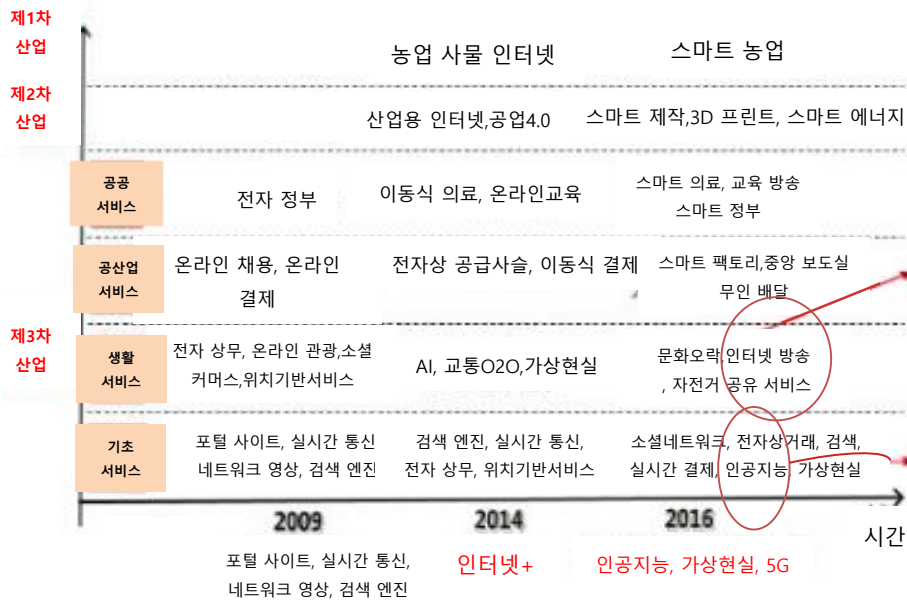 제1차
산업
농업 사물 인터넷
스마트 농업
제2차
산업
산업용 인터넷,공업4.0
스마트 제작,3D 프린트, 스마트 에너지
공공
서비스
전자 정부
이동식 의료, 온라인교육
스마트 의료, 교육 방송
스마트 정부
공산업
서비스
온라인 채용, 온라인
결제
전자상 공급사슬, 이동식 결제
스마트 팩토리,중앙 보도실
무인 배달
제3차
산업
생활
서비스
전자 상무, 온라인 관광,소셜
커머스,위치기반서비스
AI, 교통O2O,가상현실
문화오락,인터넷 방송
, 자전거 공유 서비스
기초
서비스
포털 사이트, 실시간 통신
네트워크 영상, 검색 엔진
검색 엔진, 실시간 통신,
전자 상무, 위치기반서비스
소셜네트워크, 전자상거래, 검색,
실시간 결제, 인공지능, 가상현실
2009
2014
2016
시간
포털 사이트, 실시간 통신,
네트워크 영상, 검색 엔진
인터넷+
인공지능, 가상현실, 5G